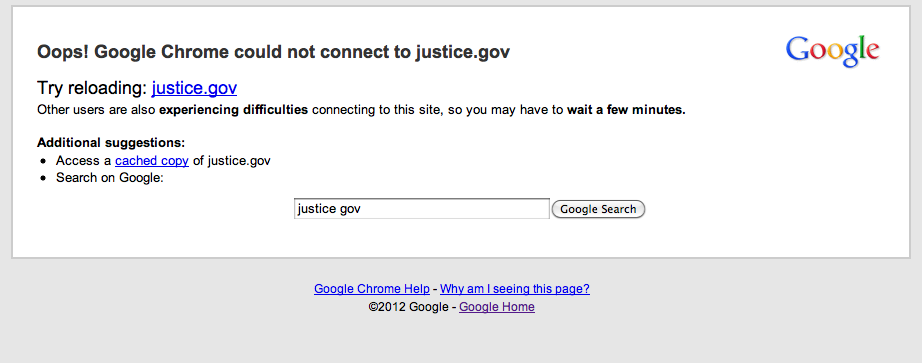 Oops! Google Chrome could not connect to justice.gov
Google
Try reloading: justice.gov
Other users are also experiencing difficulties connecting to this site, so you may have to wait a few minutes.
Additional suggestions:
• Access a cached copy of justice.gov
• Search on Google:
justice gov Google Search
Google Chrome Help - Why am I seeing this page?
©2012 Google - Google Home